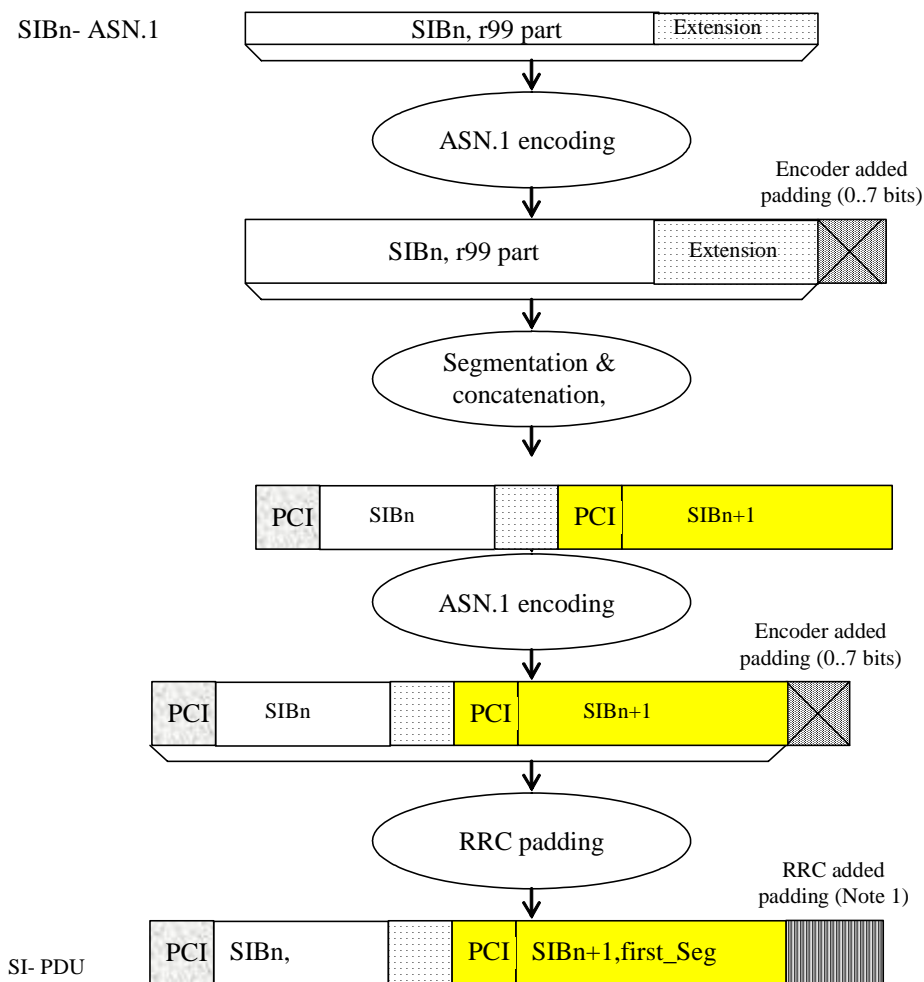 SIBn- ASN.1
SIBn, r99 part
Extension
ASN.1 encoding
Encoder added
padding (0..7 bits)
SIBn, r99 part
Extension
Segmentation &
concatenation,
PCI SIBn PCI SIBn+1
ASN.1 encoding
Encoder added
padding (0..7 bits)
PCI SIBn PCI SIBn+1
RRC padding
RRC added
padding (Note 1)
SI- PDU
PCI SIBn, PCI SIBn+1,first_Seg